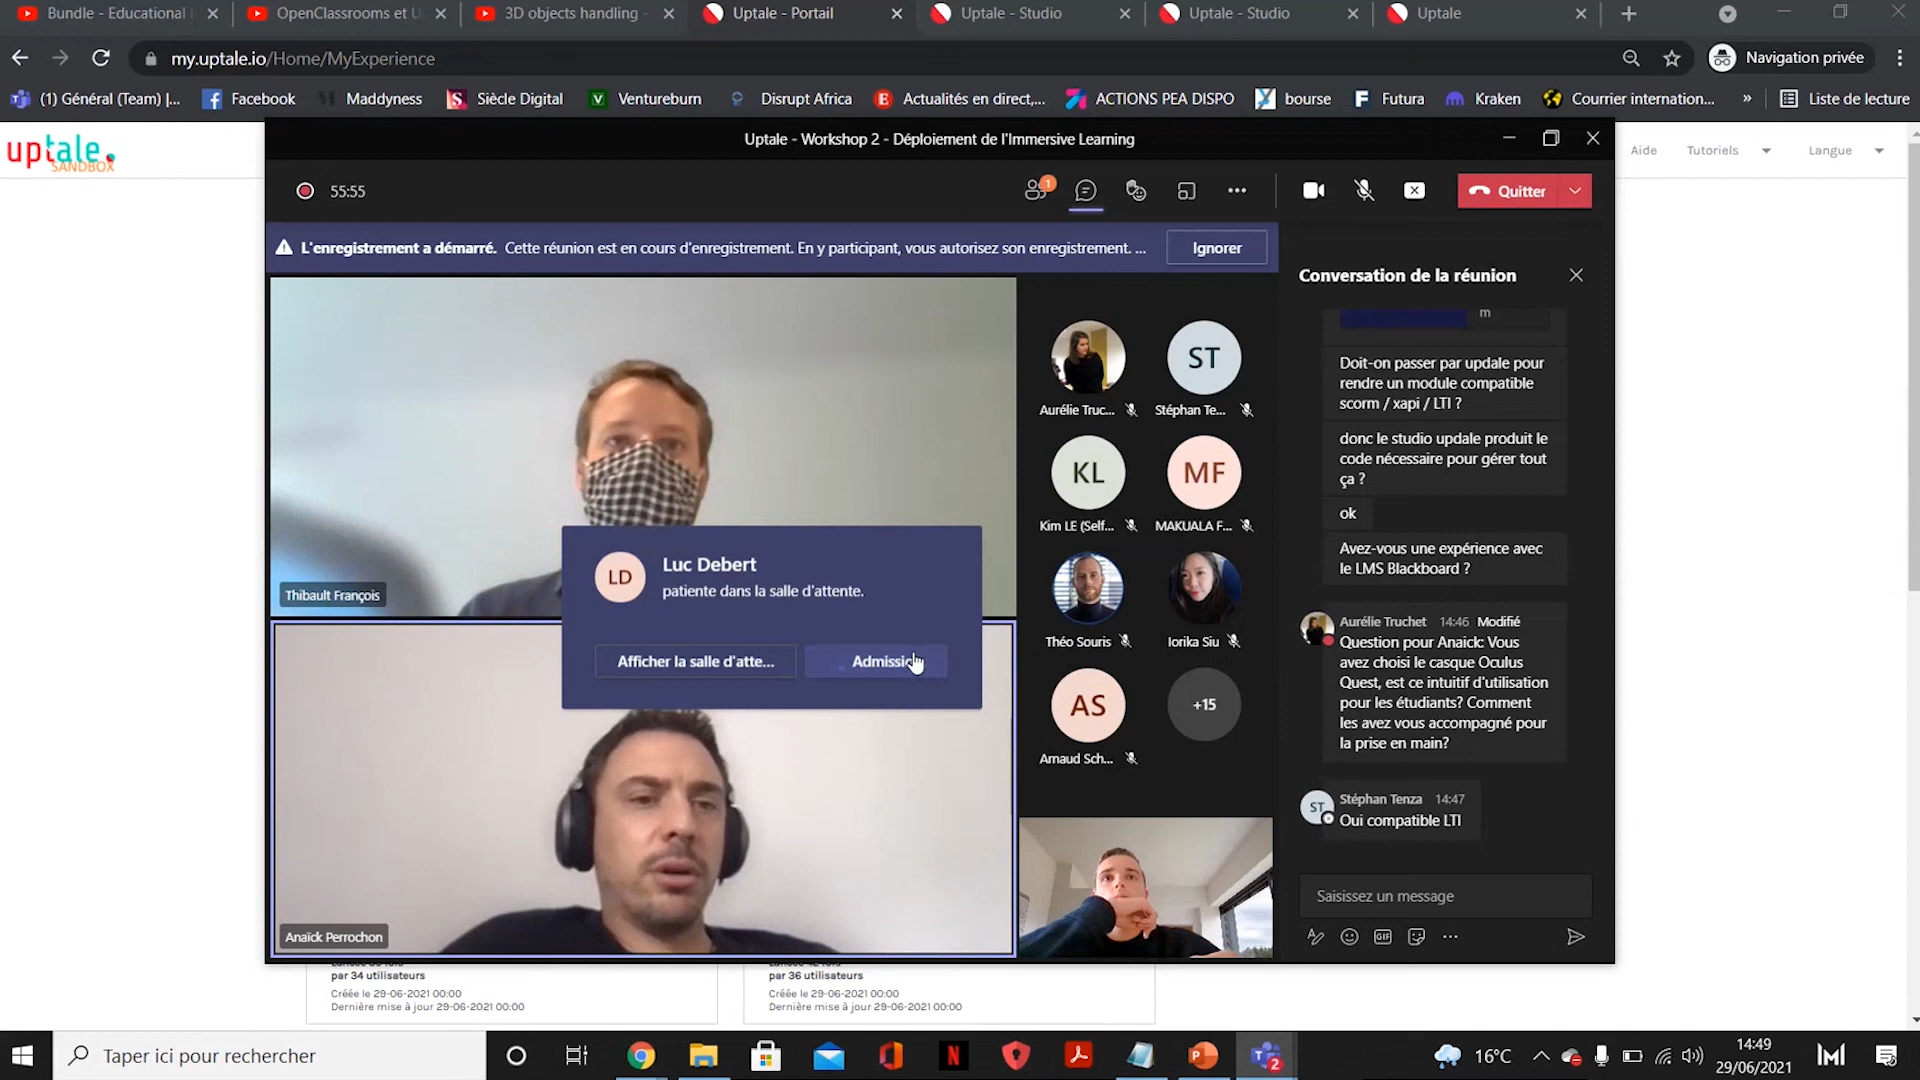 Bundle - Educational
OpenClassrooms et U
3D objects handling -
Uptale - Portail
Uptale - Studio
Uptale - Studio
Uptale
my.uptale.io/Home/MyExperience
Navigation privée
(1) Général (Team) |...
Facebook
Maddyness
Siècle Digital
Ventureburn
Disrupt Africa
Actualités en direct,...
ACTIONS PEA DISPO
bourse
Futura
Kraken
Courrier internation...
»
Liste de lecture
uptale.
SANDBOX
Aide
Tutoriels
Langue
Uptale - Workshop 2 - Déploiement de l'Immersive Learning
55:55
1
Quitter
L'enregistrement a démarré. Cette réunion est en cours d'enregistrement. En y participant, vous autorisez son enregistrement. ...
Ignorer
Thibault François
LD
Luc Debert
patiente dans la salle d'attente.
Afficher la salle d'atte...
Anaïck Perrochon
Aurélie Truc...
ST
Stéphan Te...
KL
Kim LE (Self...
MF
MAKUALA F...
Théo Souris
Iorika Siu
AS
Arnaud Sch...
+15
Conversation de la réunion
m
Doit-on passer par updale pour
rendre un module compatible
scorm / xapi / LTI ?
donc le studio updale produit le
code nécessaire pour gérer tout
ça ?
ok
Avez-vous une expérience avec
le LMS Blackboard ?
Aurélie Truchet 14:46 Modifié
Question pour Anaick: Vous
avez choisi le casque Oculus
Quest, est ce intuitif d'utilisation
pour les étudiants? Comment
les avez vous accompagné pour
la prise en main?
ST
Stéphan Tenza 14:47
Oui compatible LTI
Saisissez un message
GIF
par 34 utilisateurs
Créée le 29-06-2021 00:00
Dernière mise à jour 29-06-2021 00:00
par 36 utilisateurs
Créée le 29-06-2021 00:00
Dernière mise à jour 29-06-2021 00:00
Taper ici pour rechercher
2
16°C
14:49
29/06/2021